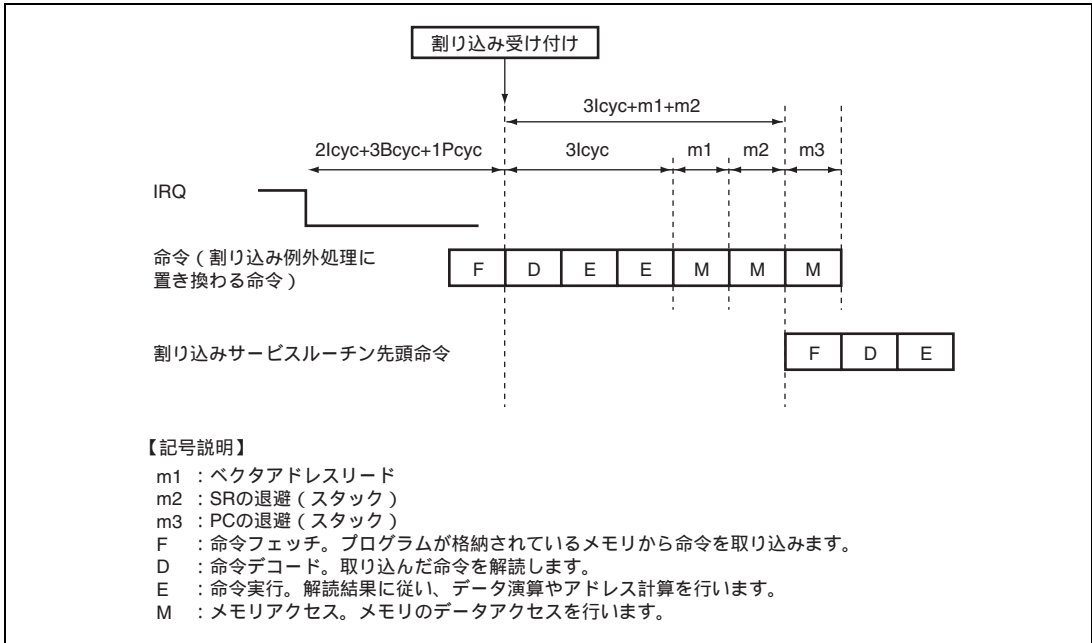 割り込み受け付け
3Icyc+m1+m2
2Icyc+3Bcyc+1Pcyc
3Icyc
m1
m2
m3
IRQ
命令（割り込み例外処理に
置き換わる命令）
F
D
E
E
M
M
M
割り込みサービスルーチン先頭命令
F
D
E
【記号説明】
m1 ：ベクタアドレスリード
m2 ：SRの退避（スタック）
m3 ：PCの退避（スタック）
F ：命令フェッチ。プログラムが格納されているメモリから命令を取り込みます。
D ：命令デコード。取り込んだ命令を解読します。
E ：命令実行。解読結果に従い、データ演算やアドレス計算を行います。
M ：メモリアクセス。メモリのデータアクセスを行います。